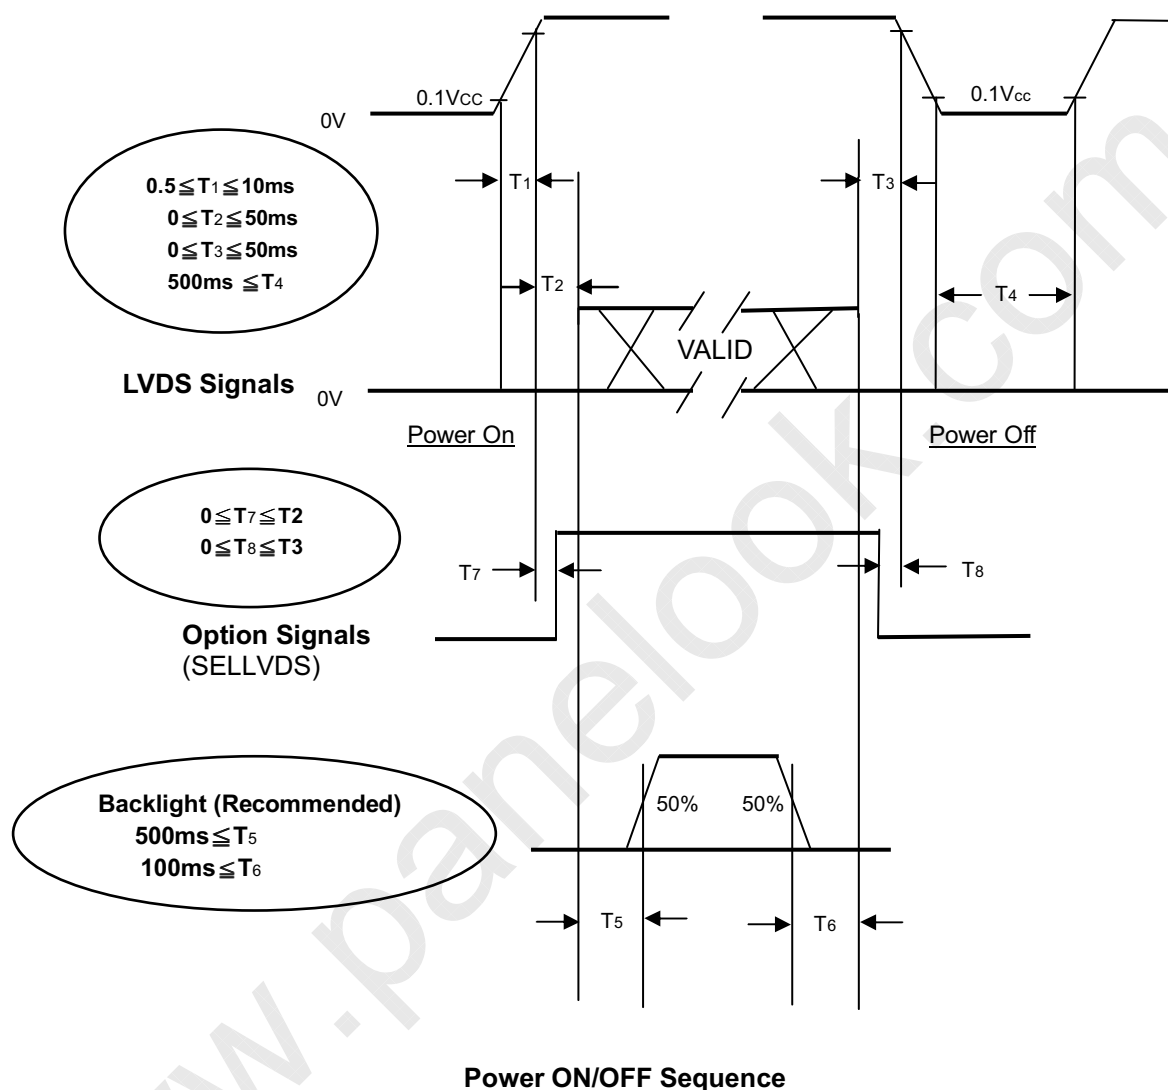 0.1VCC
0.1Vcc
0V
0.5≦T1≦10ms
0≦T2≦50ms
0≦T3≦50ms
500ms ≦T4
T1
T3
T2
T4
VALID
LVDS Signals
0V
Power On
Power Off
0≦T7≦T2
0≦T8≦T3
T7
T8
Option Signals
(SELLVDS)
Backlight (Recommended)
500ms≦T5
100ms≦T6
50%
50%
T5
T6
Power ON/OFF Sequence
w.panelook.com